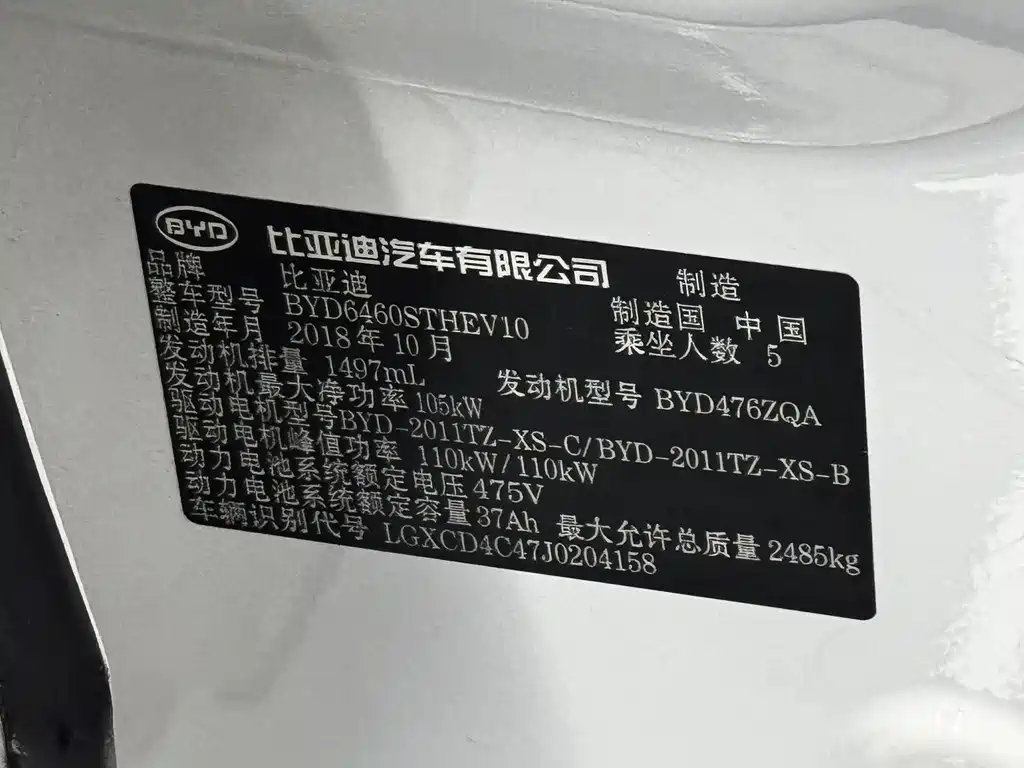 BYD 比亚迪汽车有限公司 制造
品牌 比亚迪 制造国 中国
整车型号 BYD6460STHEV10 乘坐人数 5
制造年月 2018年10月
发动机排量 1497mL 发动机型号 BYD476ZQA
发动机最大净功率 105kW
驱动电机型号BYD-2011TZ-XS-C/BYD-2011TZ-XS-B
驱动电机峰值功率 110kW/110kW
动力电池系统额定电压 475V
动力电池系统额定容量 37Ah 最大允许总质量 2485kg
车辆识别代号 LGXCD4C47J0204158